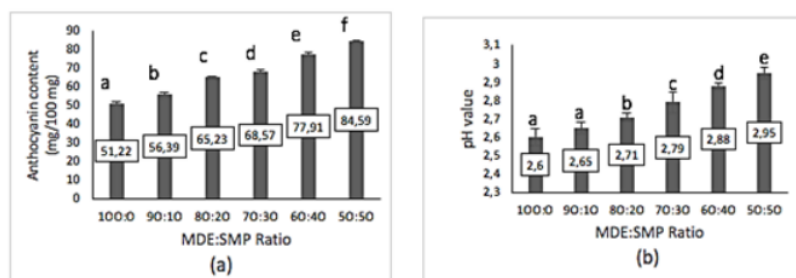 90
80
70
60
50
40
30
20
10
0
Anthocyanin content
(mg/100 mg)
a
b
c
d
e
f
51,22
56,39
65,23
68,57
77,91
84,59
100:0
90:10
80:20
70:30
60:40
50:50
MDE:SMP Ratio
(a)
3,1
3
2,9
2,8
2,7
2,6
2,5
2,4
2,3
pH value
a
a
b
c
d
e
2,6
2,65
2,71
2,79
2,88
2,95
100:0
90:10
80:20
70:30
60:40
50:50
MDE:SMP Ratio
(b)